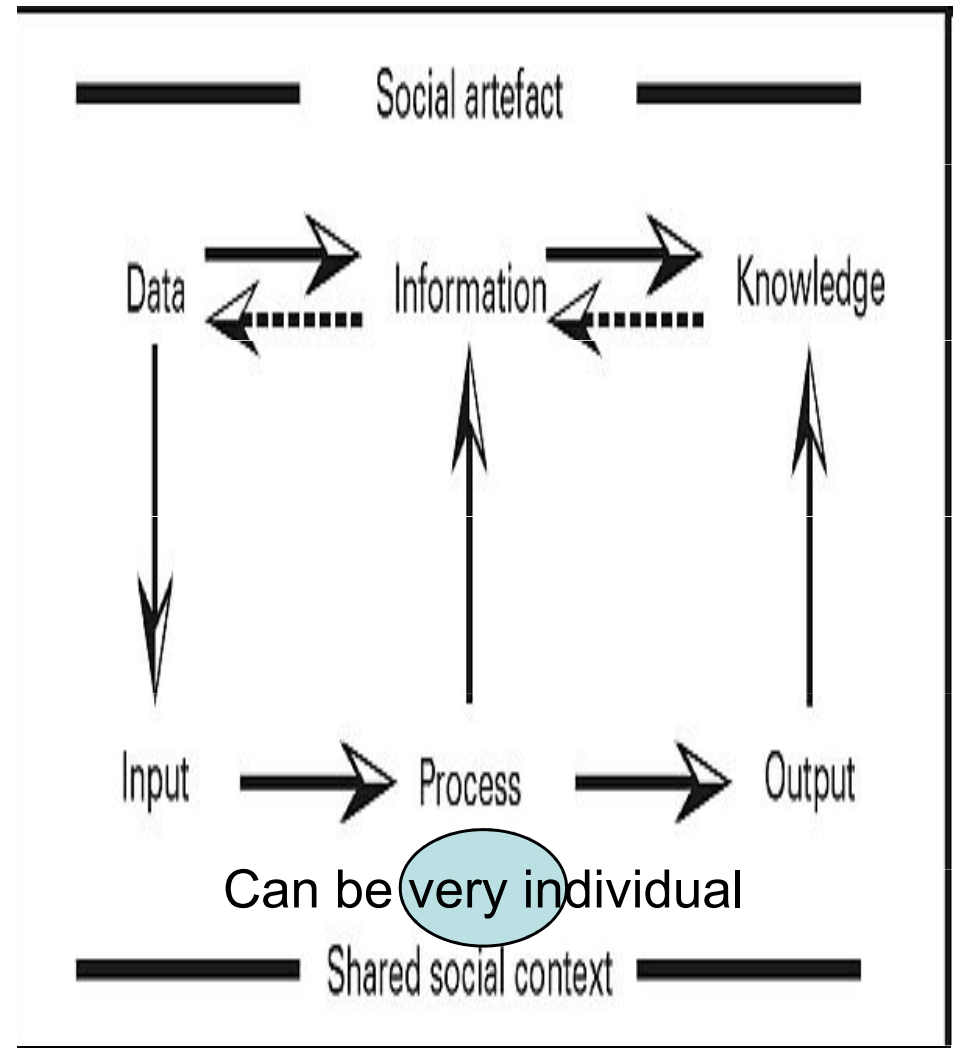 Social artefact
Data Information Knowledge
Input Process Output
Can be very individual
Shared social context